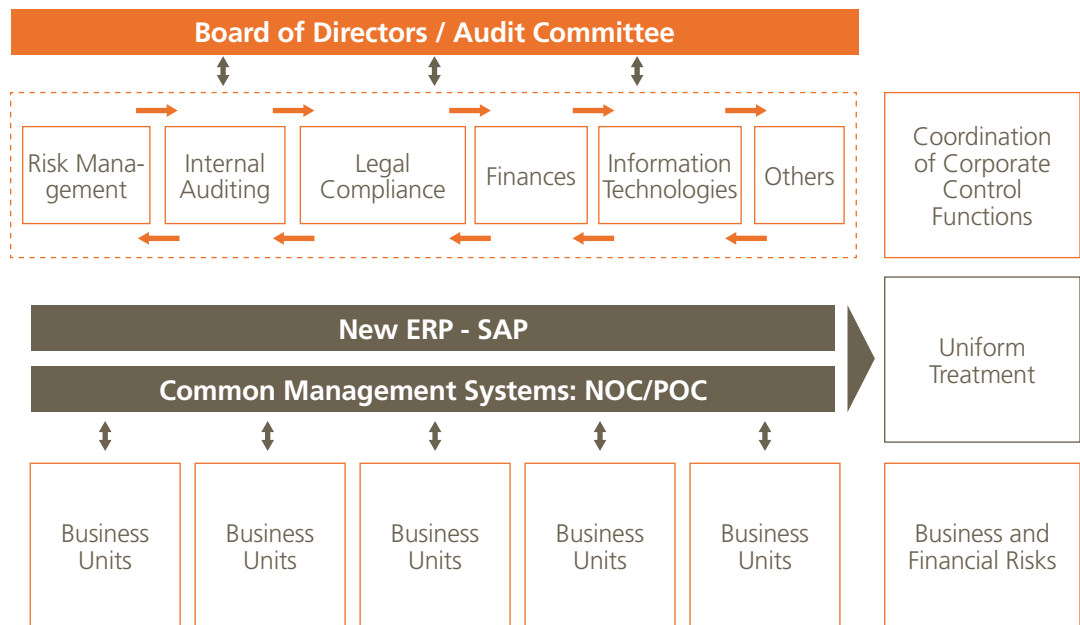 Board of Directors / Audit Committee
Risk Mana-
gement
Internal
Auditing
Legal
Compliance
Finances
Information
Technologies
Others
Coordination
of Corporate
Control
Functions
New ERP - SAP
Common Management Systems: NOC/POC
Uniform
Treatment
Business
Units
Business
Units
Business
Units
Business
Units
Business
Units
Business and
Financial Risks